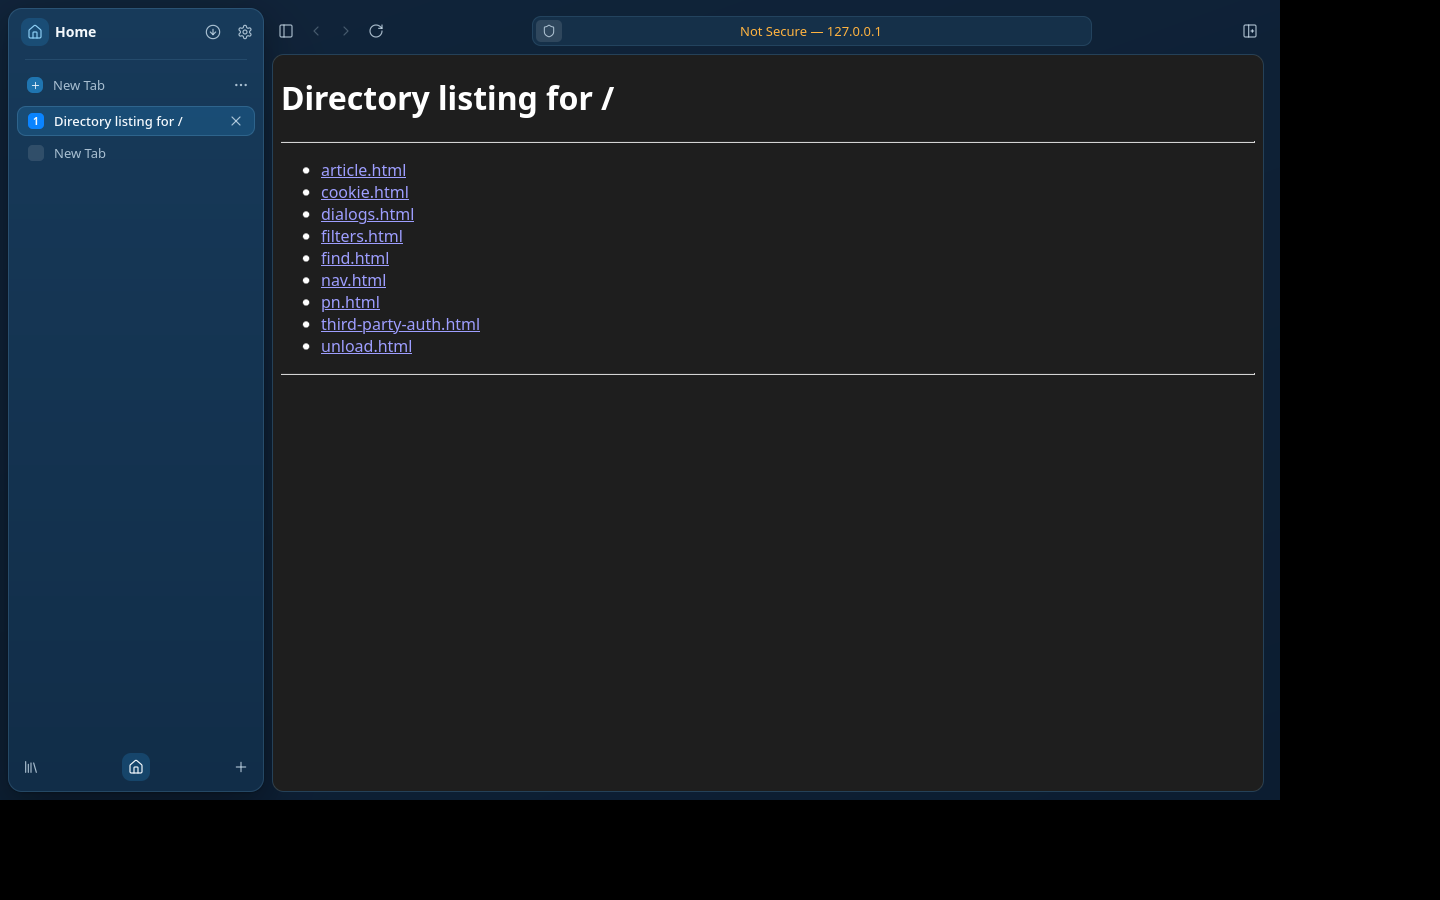 Home
Not Secure — 127.0.0.1
New Tab
1 Directory listing for /
New Tab
Directory listing for /
article.html
cookie.html
dialogs.html
filters.html
find.html
nav.html
pn.html
third-party-auth.html
unload.html